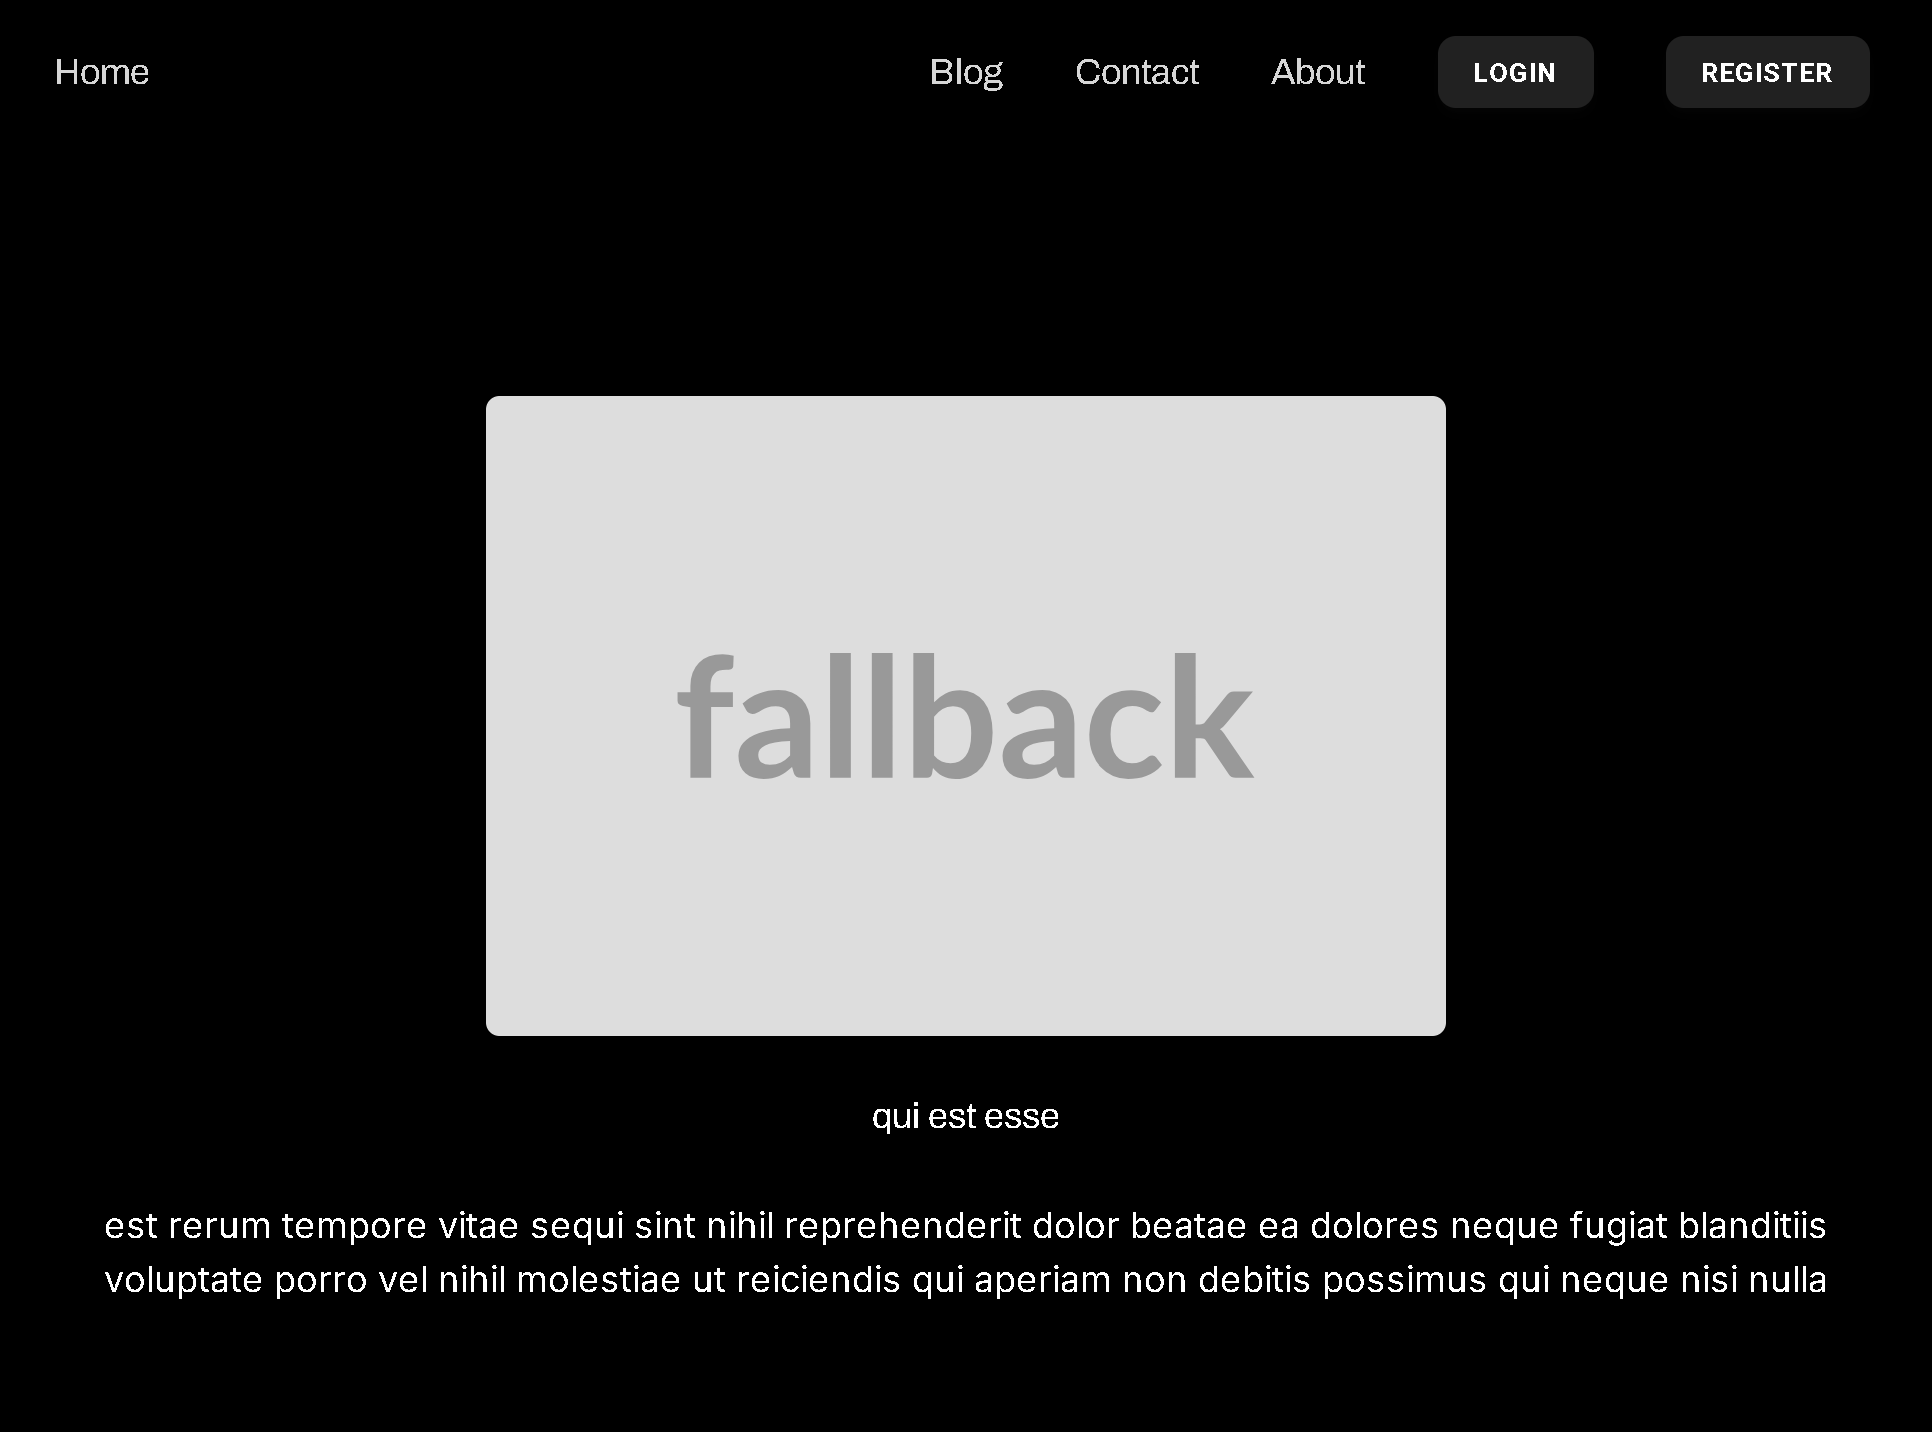 Home Blog Contact About LOGIN REGISTER
fallback
qui est esse
est rerum tempore vitae sequi sint nihil reprehenderit dolor beatae ea dolores neque fugiat blanditiis
voluptate porro vel nihil molestiae ut reiciendis qui aperiam non debitis possimus qui neque nisi nulla